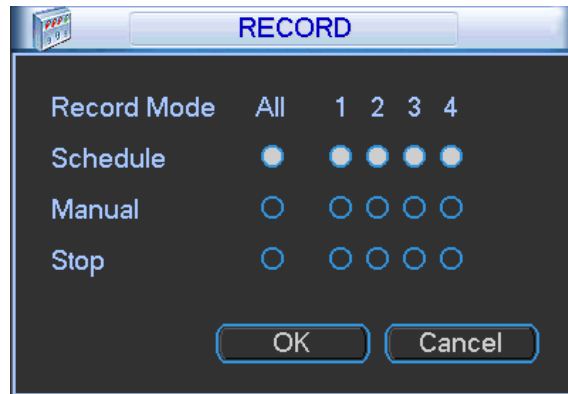 RECORD
Record Mode All 1 2 3 4
Schedule
Manual
Stop
OK Cancel